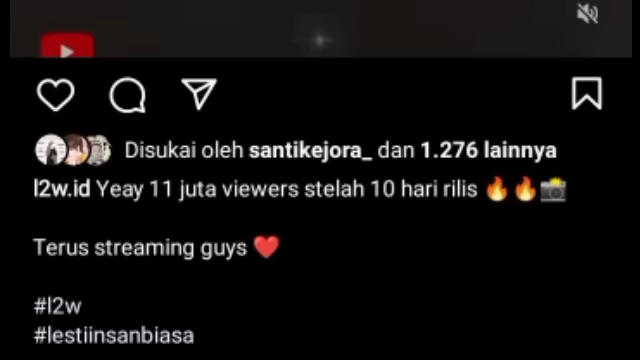 Disukai oleh santikejora_ dan 1.276 lainnya
l2w.id Yeay 11 juta viewers stelah 10 hari rilis 🔥🔥📸
Terus streaming guys ❤️
#l2w
#lestiinsanbiasa